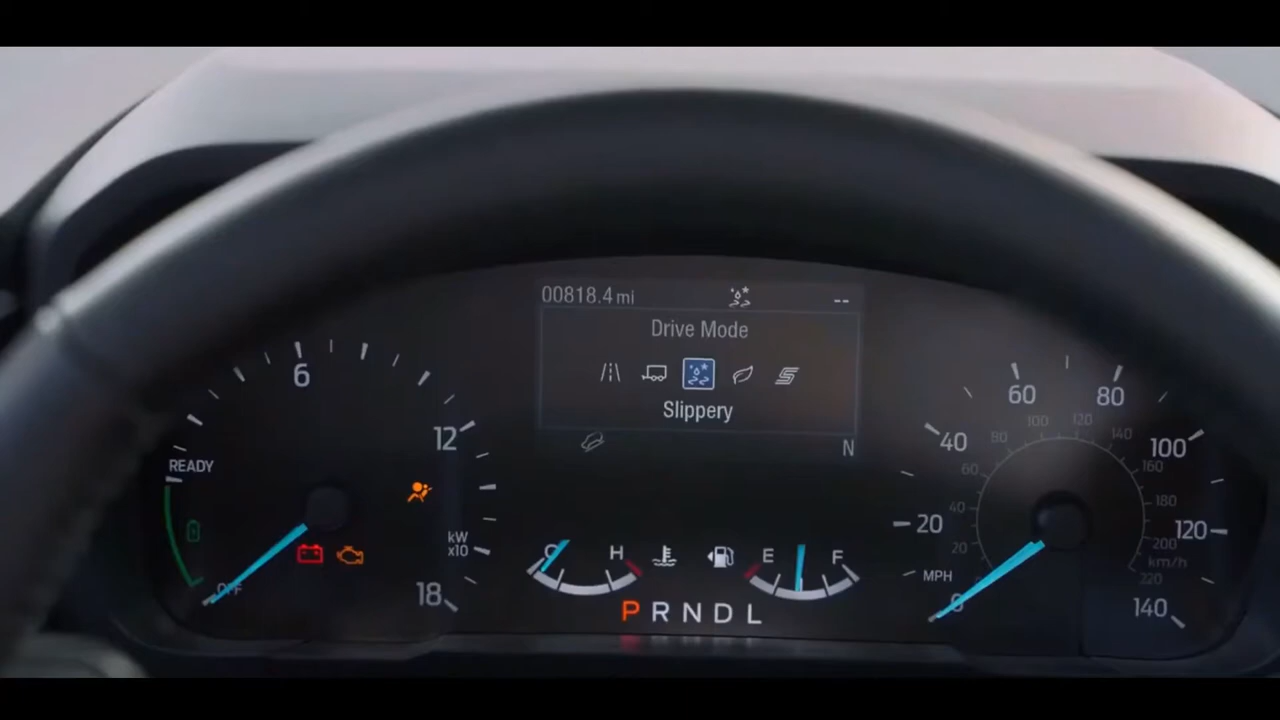 00818.4 mi --
Drive Mode
Slippery
N
6
12
READY
kW
x10
18
OFF
C H
E F
P R N D L
60 80
40 100
20 120
MPH
0 140
100 120
80 140
60 160
40 180
20 200
km/h
220